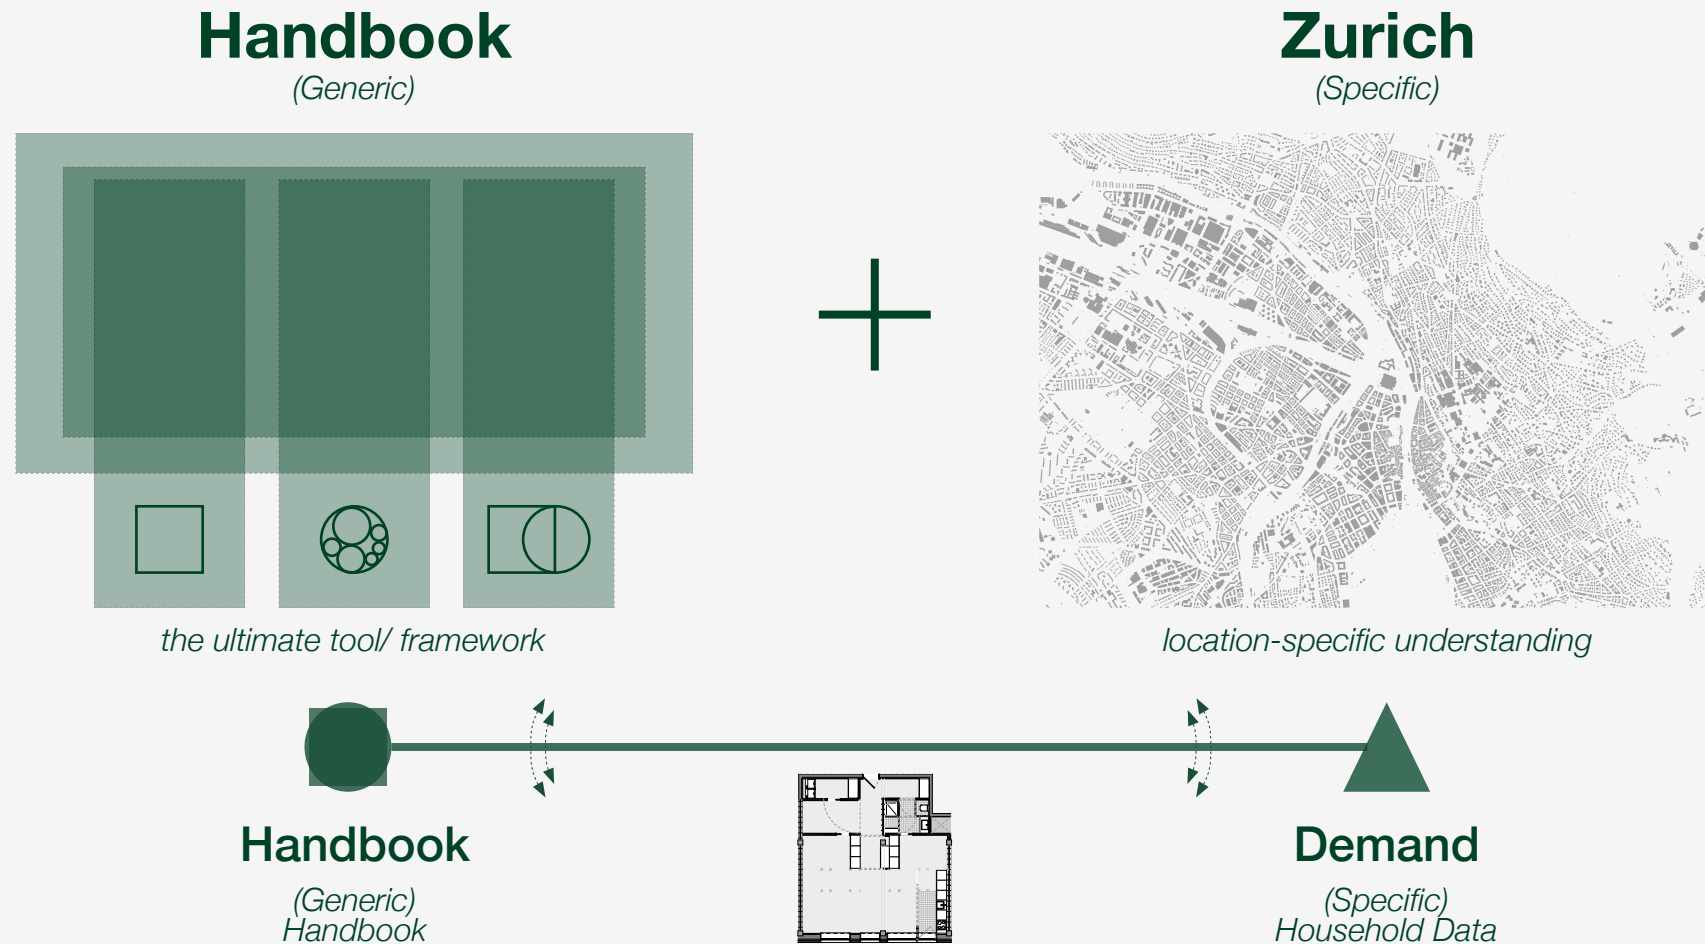 Handbook
(Generic)
Zurich
(Specific)
the ultimate tool/ framework
location-specific understanding
Handbook
(Generic)
Handbook
Demand
(Specific)
Household Data